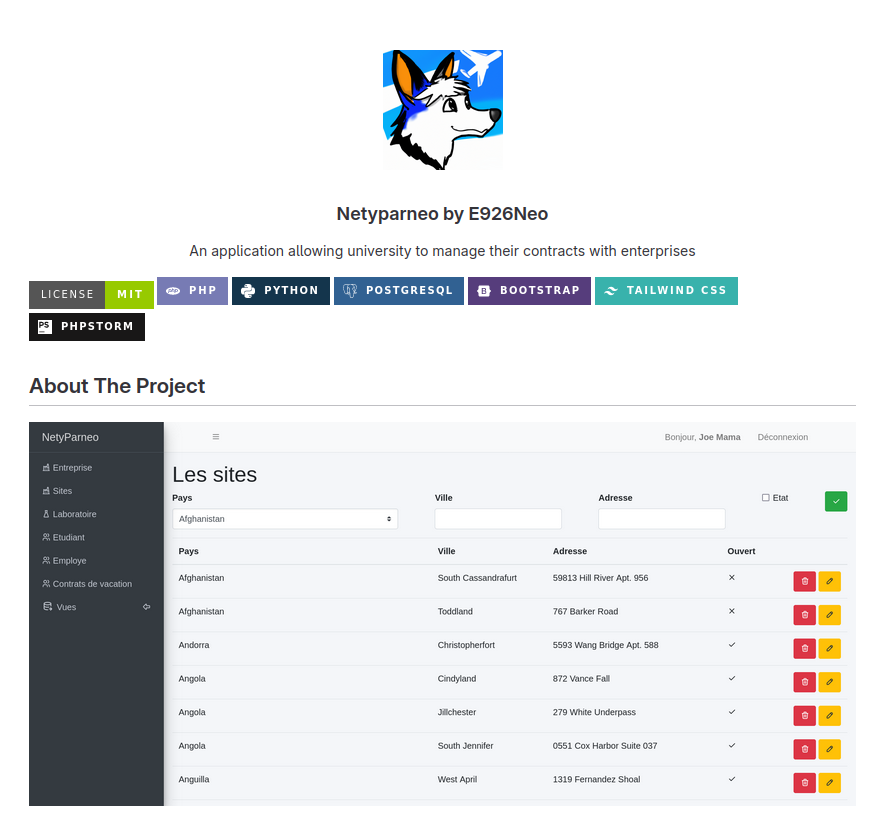 Netyparneo by E926Neo
An application allowing university to manage their contracts with enterprises
LICENSE MIT php PHP PYTHON POSTGRESQL B BOOTSTRAP TAILWIND CSS
PS PHPSTORM
About The Project
NetyParneo Bonjour, Joe Mama Déconnexion
Entreprise
Sites
Laboratoire
Etudiant
Employe
Contrats de vacation
Vues
Les sites
Pays Ville Adresse Etat
Afghanistan
Pays Ville Adresse Ouvert
Afghanistan South Cassandrafurt 59813 Hill River Apt. 956
Afghanistan Toddland 767 Barker Road
Andorra Christopherfort 5593 Wang Bridge Apt. 588
Angola Cindyland 872 Vance Fall
Angola Jillchester 279 White Underpass
Angola South Jennifer 0551 Cox Harbor Suite 037
Anguilla West April 1319 Fernandez Shoal